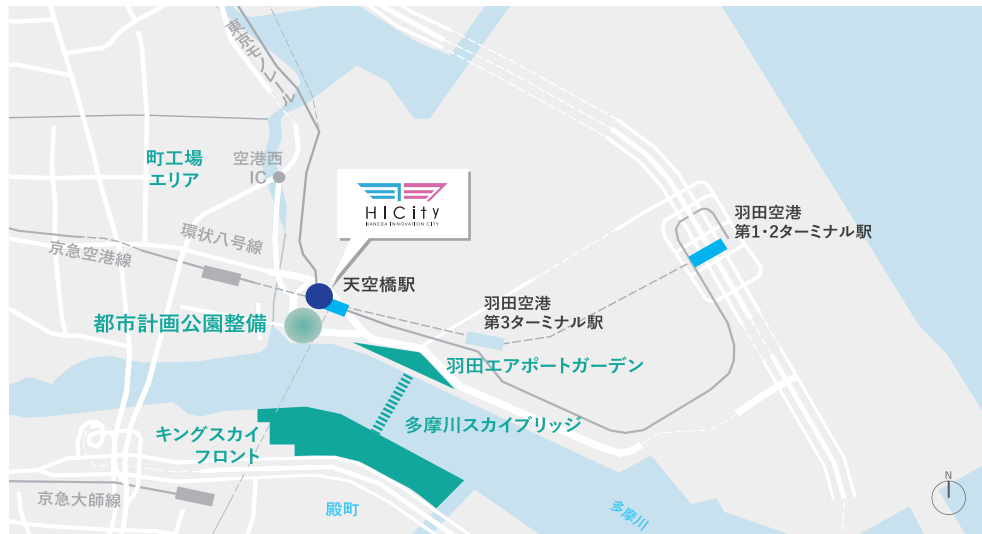 東京モノレール
町工場
エリア
空港西
IC
HICity
HANEDA INNOVATION CITY
羽田空港
第1・2ターミナル駅
環状八号線
京急空港線
天空橋駅
羽田空港
第3ターミナル駅
都市計画公園整備
羽田エアポートガーデン
多摩川スカイブリッジ
キングスカイ
フロント
京急大師線
殿町
多摩川
N